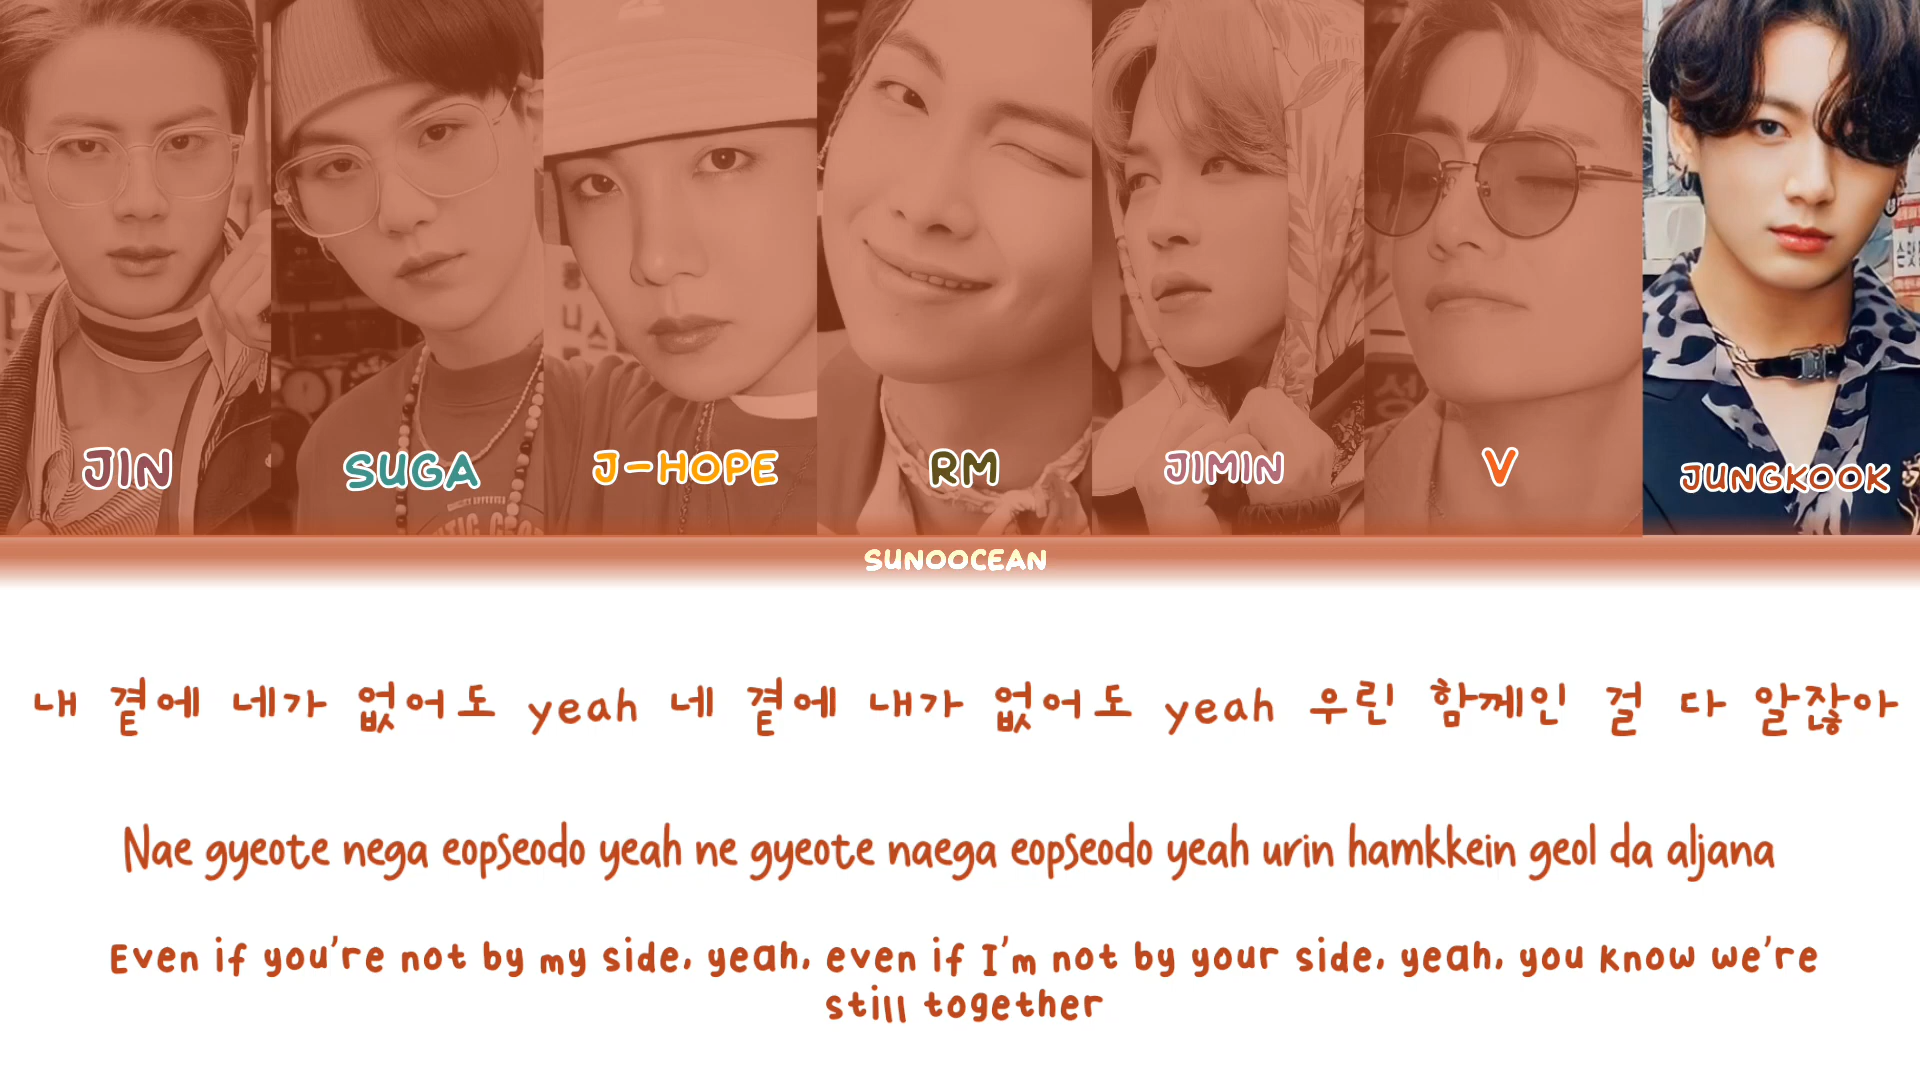 JIN SUGA J-HOPE RM JIMIN V JUNGKOOK
SUNOOCEAN
내 곁에 네가 없어도 yeah 네 곁에 내가 없어도 yeah 우린 함께인 걸 다 알잖아
Nae gyeote nega eopseodo yeah ne gyeote naega eopseodo yeah urin hamkkein geol da aljana
Even if you're not by my side, yeah, even if I'm not by your side, yeah, you know we're
still together